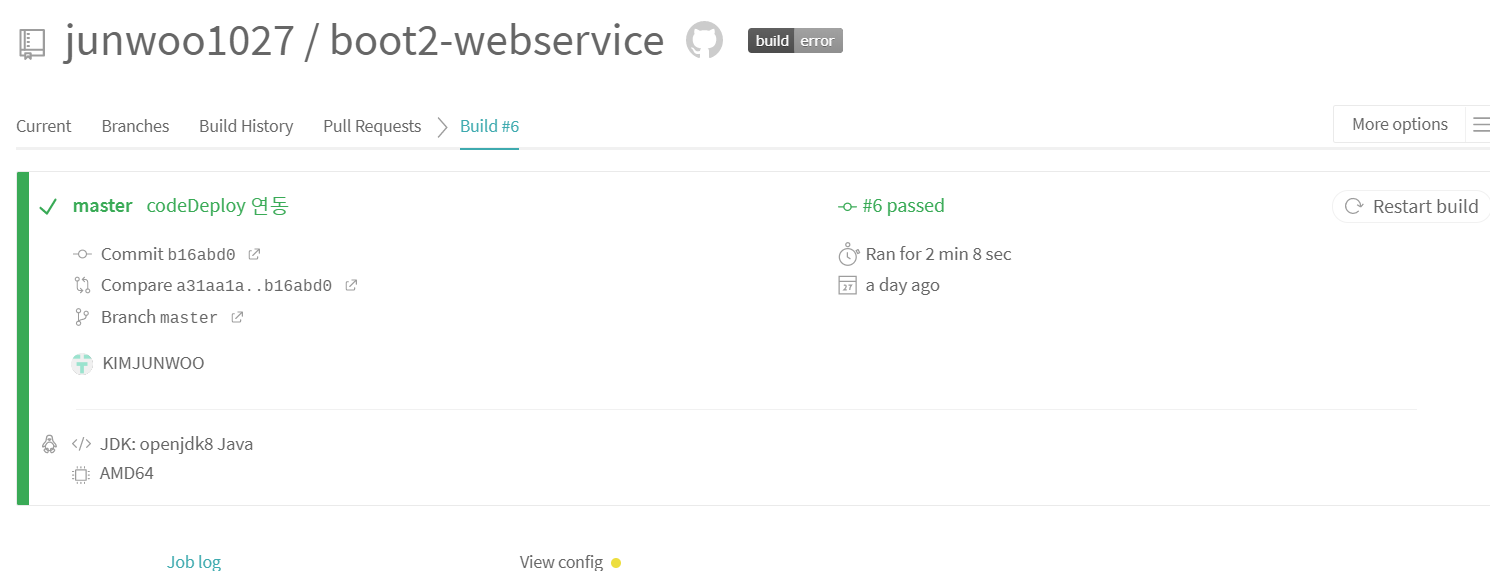 junwoo1027 / boot2-webservice
build error
Current Branches Build History Pull Requests Build #6 More options
master codeDeploy 연동 #6 passed Restart build
Commit b16abd0 Ran for 2 min 8 sec
Compare a31aa1a..b16abd0 27 a day ago
Branch master
KIMJUNWOO
</> JDK: openjdk8 Java
AMD64
Job log View config